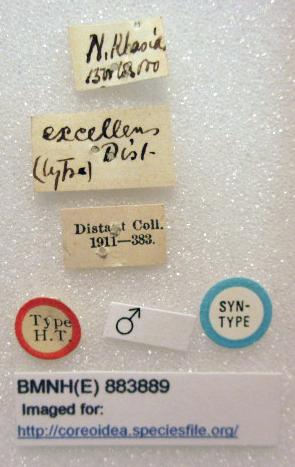 N. Khasia
excellens
(type) Dist.
Distant Coll.
1911—383.
Type
H.T.
♂
SYN-
TYPE
BMNH(E) 883889
Imaged for:
http://coreoidea.speciesfile.org/